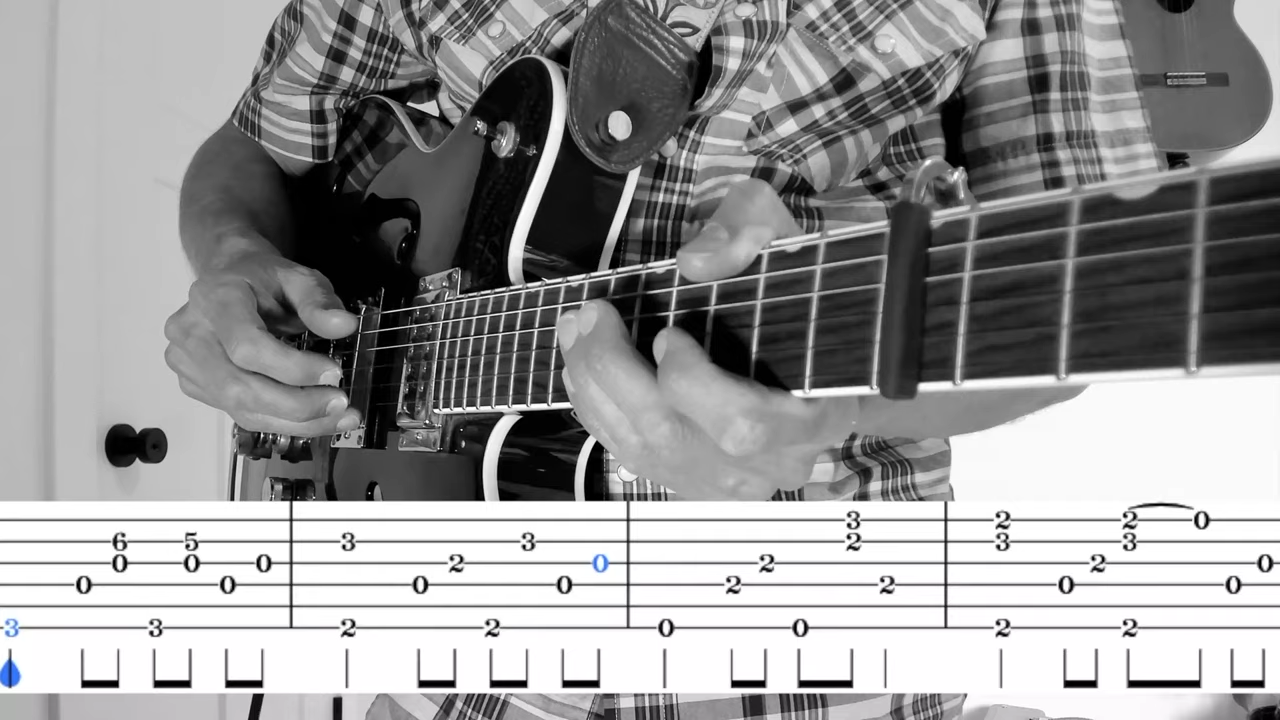 3 2 2 0
6 5 3 3 2 3 3
0 0 0 2 0 2 2 0
0 0 0 0 2 2 0 0
3 3 2 2 0 0 2 2